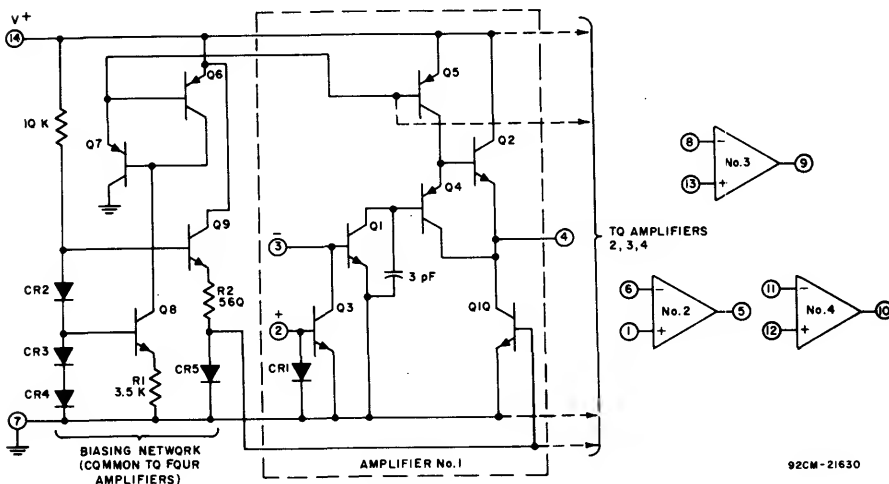 V+
14
10 K
Q6
Q7
Q9
R2
56Ω
CR2
Q8
CR3
CR4
R1
3.5 K
CR5
7
BIASING NETWORK
(COMMON TO FOUR
AMPLIFIERS)
Q5
Q2
Q4
Q1
3 pF
−
3
+
2
Q3
CR1
Q10
4
AMPLIFIER No.1
TO AMPLIFIERS
2, 3, 4
8 −
No.3
13 +
9
6 −
No.2
1 +
5
11 −
No.4
12 +
10
92CM-21630